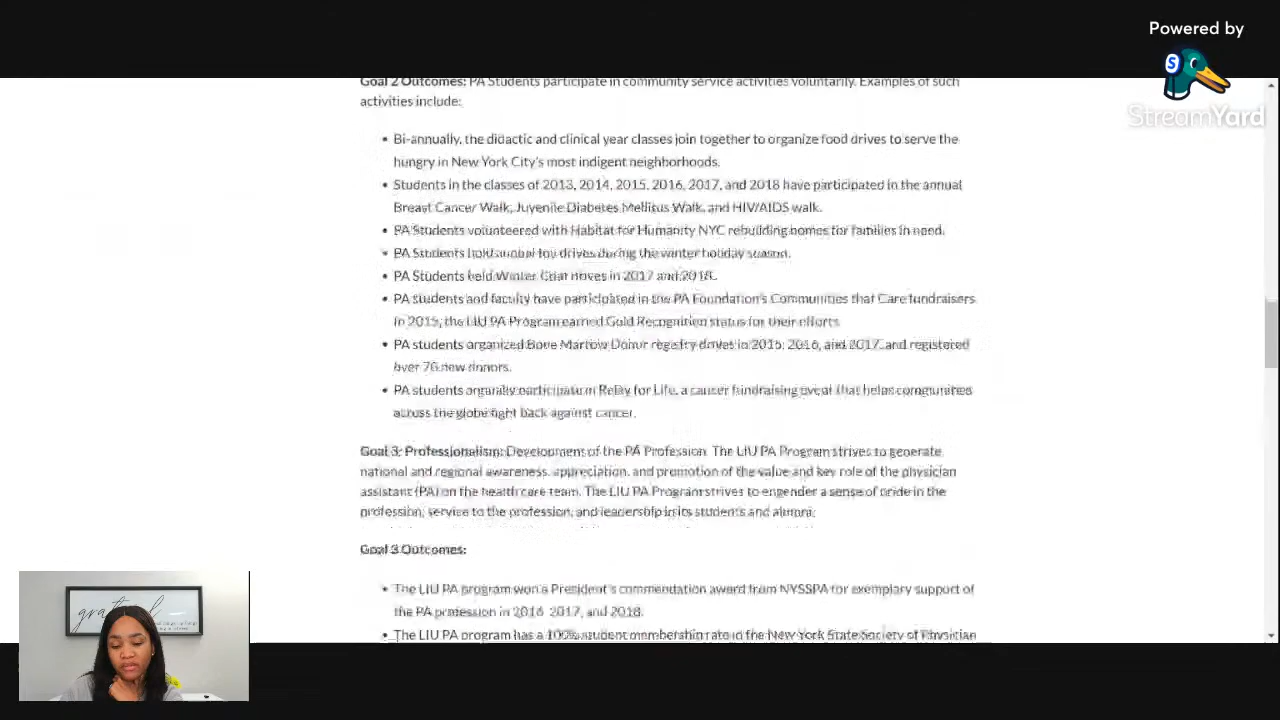 Powered by
S
StreamYard
Goal 2 Outcomes: PA Students participate in community service activities voluntarily. Examples of such
activities include:
• Bi-annually, the didactic and clinical year classes join together to organize food drives to serve the
hungry in New York City's most indigent neighborhoods.
• Students in the classes of 2013, 2014, 2015, 2016, 2017, and 2018 have participated in the annual
Breast Cancer Walk, Juvenile Diabetes Mellitus Walk, and HIV/AIDS walk.
• PA Students volunteered with Habitat for Humanity NYC rebuilding homes for families in need.
• PA Students hold annual toy drives during the winter holiday season.
• PA Students held Winter Coat Drives in 2017 and 2018.
• PA students and faculty have participated in the PA Foundation's Communities that Care fundraisers
in 2015; the LIU PA Program earned Gold Recognition status for their efforts
• PA students organized Bone Marrow Donor registry drives in 2015, 2016, and 2017, and registered
over 70 new donors.
• PA students annually participate in Relay for Life, a cancer fundraising event that helps communities
across the globe fight back against cancer.
Goal 3: Professionalism: Development of the PA Profession. The LIU PA Program strives to generate
national and regional awareness, appreciation, and promotion of the value and key role of the physician
assistant (PA) on the health care team. The LIU PA Program strives to engender a sense of pride in the
profession, service to the profession, and leadership in its students and alumni.
Goal 3 Outcomes:
• The LIU PA program won a President's commendation award from NYSSPA for exemplary support of
the PA profession in 2016 2017, and 2018.
• The LIU PA program has a 100% student membership rate in the New York State Society of Physician
grateful